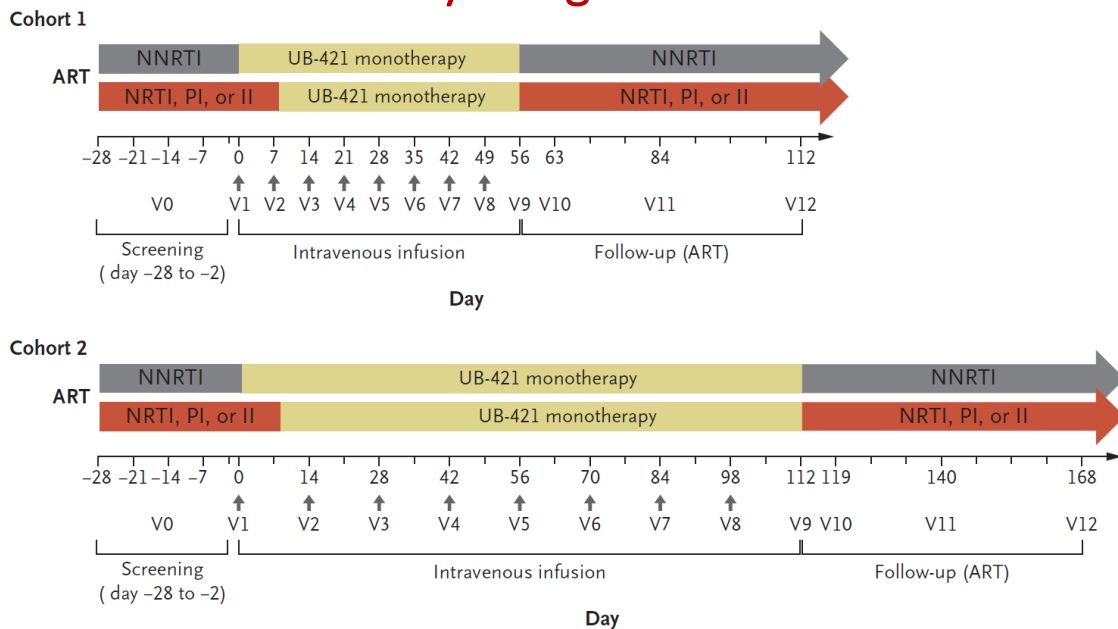 Cohort 1
ART
NNRTI UB-421 monotherapy NNRTI
NRTI, PI, or II UB-421 monotherapy NRTI, PI, or II
−28 −21 −14 −7 0 7 14 21 28 35 42 49 56 63 84 112
V0 V1 V2 V3 V4 V5 V6 V7 V8 V9 V10 V11 V12
Screening
( day −28 to −2)
Intravenous infusion
Follow-up (ART)
Day
Cohort 2
ART
NNRTI UB-421 monotherapy NNRTI
NRTI, PI, or II UB-421 monotherapy NRTI, PI, or II
−28 −21 −14 −7 0 14 28 42 56 70 84 98 112 119 140 168
V0 V1 V2 V3 V4 V5 V6 V7 V8 V9 V10 V11 V12
Screening
( day −28 to −2)
Intravenous infusion
Follow-up (ART)
Day